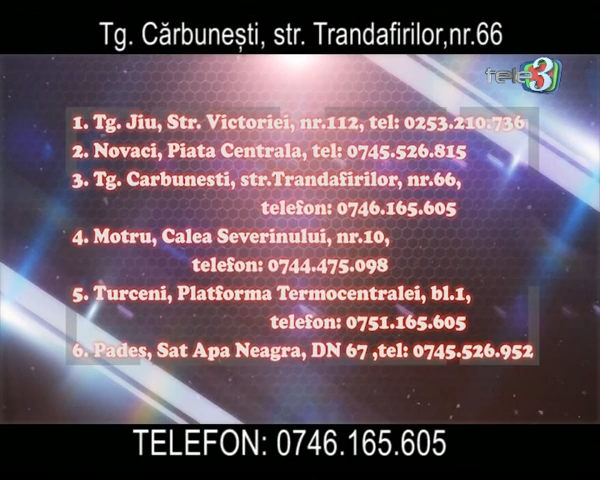 Tg. Cărbunești, str. Trandafirilor,nr.66
tele3
1. Tg. Jiu, Str. Victoriei, nr.112, tel: 0253.210.736
2. Novaci, Piata Centrala, tel: 0745.526.815
3. Tg. Carbunesti, str.Trandafirilor, nr.66,
telefon: 0746.165.605
4. Motru, Calea Severinului, nr.10,
telefon: 0744.475.098
5. Turceni, Platforma Termocentralei, bl.1,
telefon: 0751.165.605
6. Pades, Sat Apa Neagra, DN 67 ,tel: 0745.526.952
TELEFON: 0746.165.605